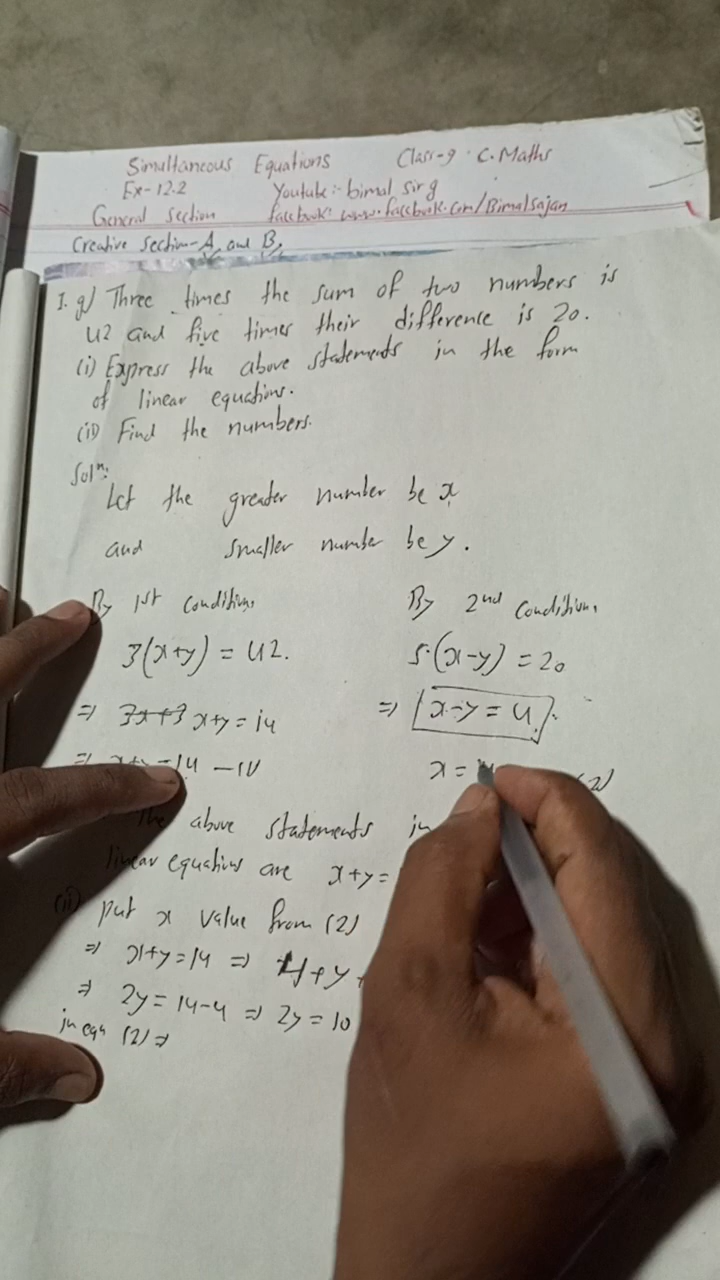 Simultaneous Equations Class-9 C. Maths
Ex-12.2 Youtube:- bimal sir g
General section facebook: www.facebook.com/Bimalsajan
Creative section-A and B,
1. g) Three times the sum of two numbers is
42 and five times their difference is 20.
(i) Express the above statements in the form
of linear equations.
(ii) Find the numbers.
Solⁿ:
Let the greater number be x
and smaller number be y.
By 1st condition, By 2nd condition,
3(x+y) = 42. 5(x-y) = 20
⇒ 3x+3 x+y = 14 ⇒ x-y = 4.
⇒ x+y = 14 x = (2)
The above statements in
linear equations are x+y =
(ii) put x value from (2)
⇒ x+y = 14 ⇒ 4+y+
⇒ 2y = 14-4 ⇒ 2y = 10
in eqn (2) ⇒